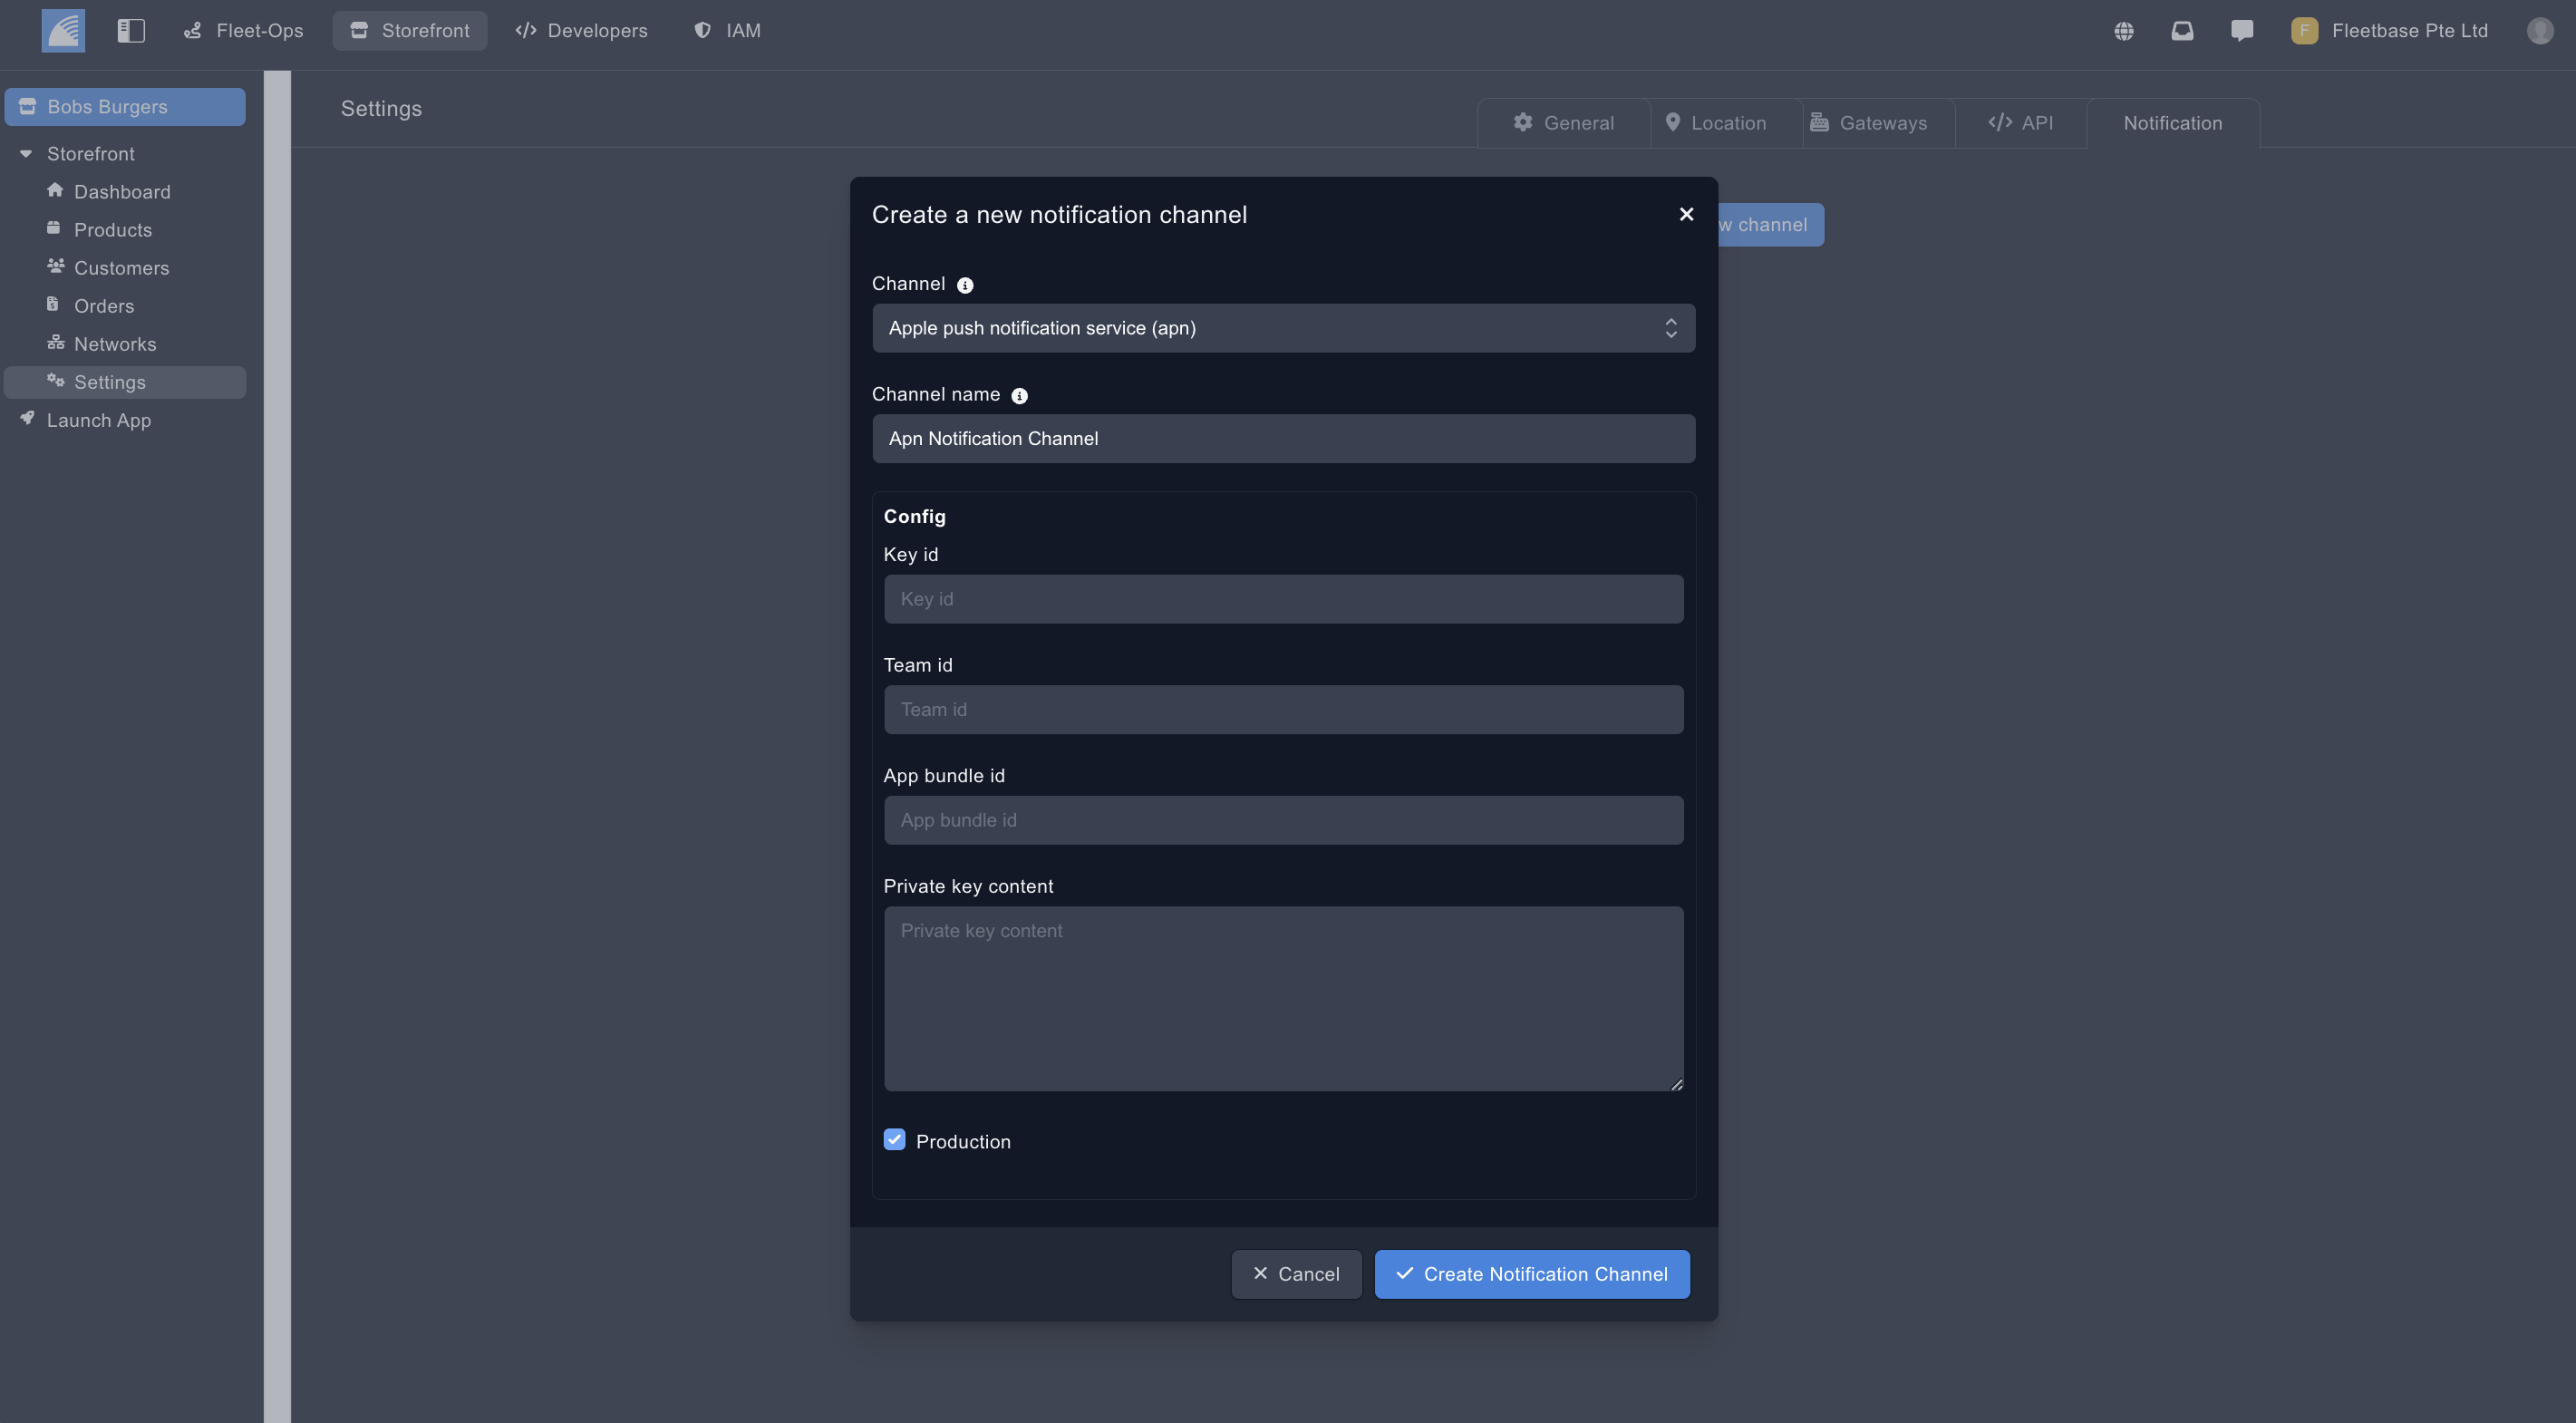 Fleet-Ops
Storefront
Developers
IAM
F
Fleetbase Pte Ltd
Bobs Burgers
Storefront
Dashboard
Products
Customers
Orders
Networks
Settings
Launch App
Settings
General
Location
Gateways
API
Notification
w channel
Create a new notification channel
Channel
Apple push notification service (apn)
Channel name
Apn Notification Channel
Config
Key id
Key id
Team id
Team id
App bundle id
App bundle id
Private key content
Private key content
Production
Cancel
Create Notification Channel